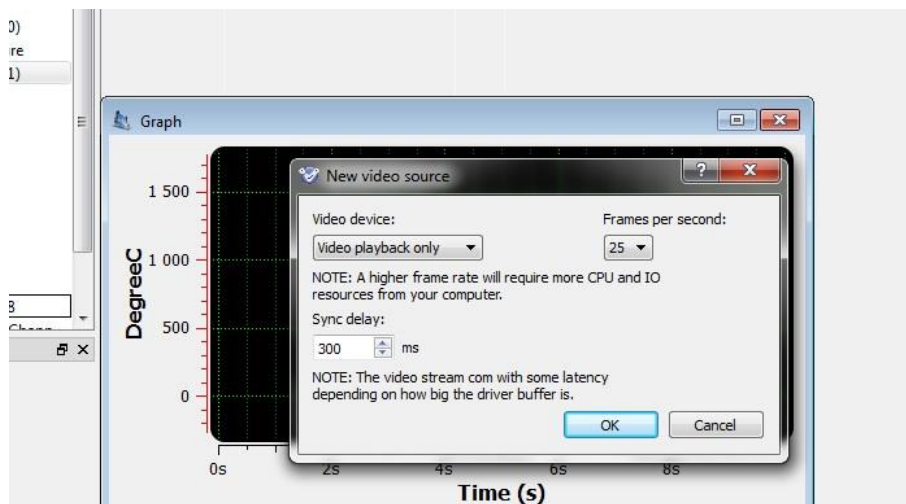 0)
re
1)
Graph
New video source
Video device:
Frames per second:
Video playback only
25
NOTE: A higher frame rate will require more CPU and IO
resources from your computer.
Sync delay:
300 ms
NOTE: The video stream com with some latency
depending on how big the driver buffer is.
OK
Cancel
1 500
1 000
500
0
DegreeC
8
0s
2s
4s
6s
8s
Time (s)